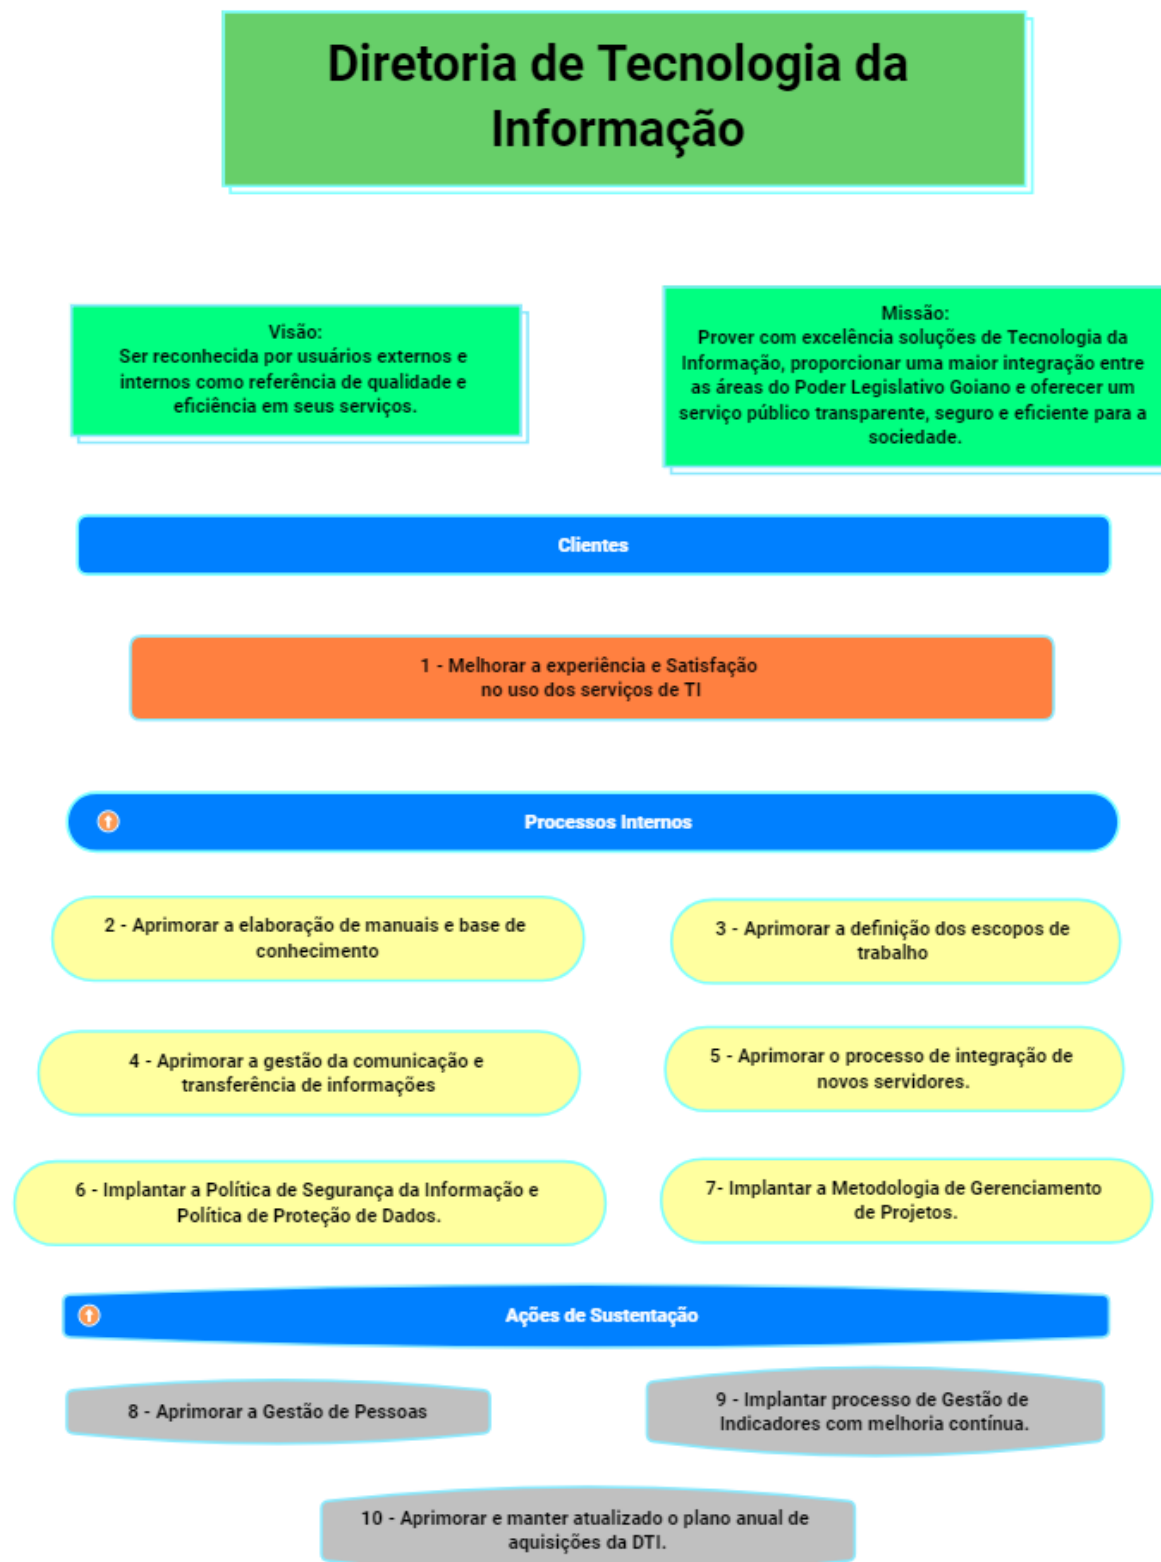 Diretoria de Tecnologia da
Informação
Visão:
Ser reconhecida por usuários externos e
internos como referência de qualidade e
eficiência em seus serviços.
Missão:
Prover com excelência soluções de Tecnologia da
Informação, proporcionar uma maior integração entre
as áreas do Poder Legislativo Goiano e oferecer um
serviço público transparente, seguro e eficiente para a
sociedade.
Clientes
1 - Melhorar a experiência e Satisfação
no uso dos serviços de TI
Processos Internos
2 - Aprimorar a elaboração de manuais e base de
conhecimento
3 - Aprimorar a definição dos escopos de
trabalho
4 - Aprimorar a gestão da comunicação e
transferência de informações
5 - Aprimorar o processo de integração de
novos servidores.
6 - Implantar a Política de Segurança da Informação e
Política de Proteção de Dados.
7- Implantar a Metodologia de Gerenciamento
de Projetos.
Ações de Sustentação
8 - Aprimorar a Gestão de Pessoas
9 - Implantar processo de Gestão de
Indicadores com melhoria contínua.
10 - Aprimorar e manter atualizado o plano anual de
aquisições da DTI.